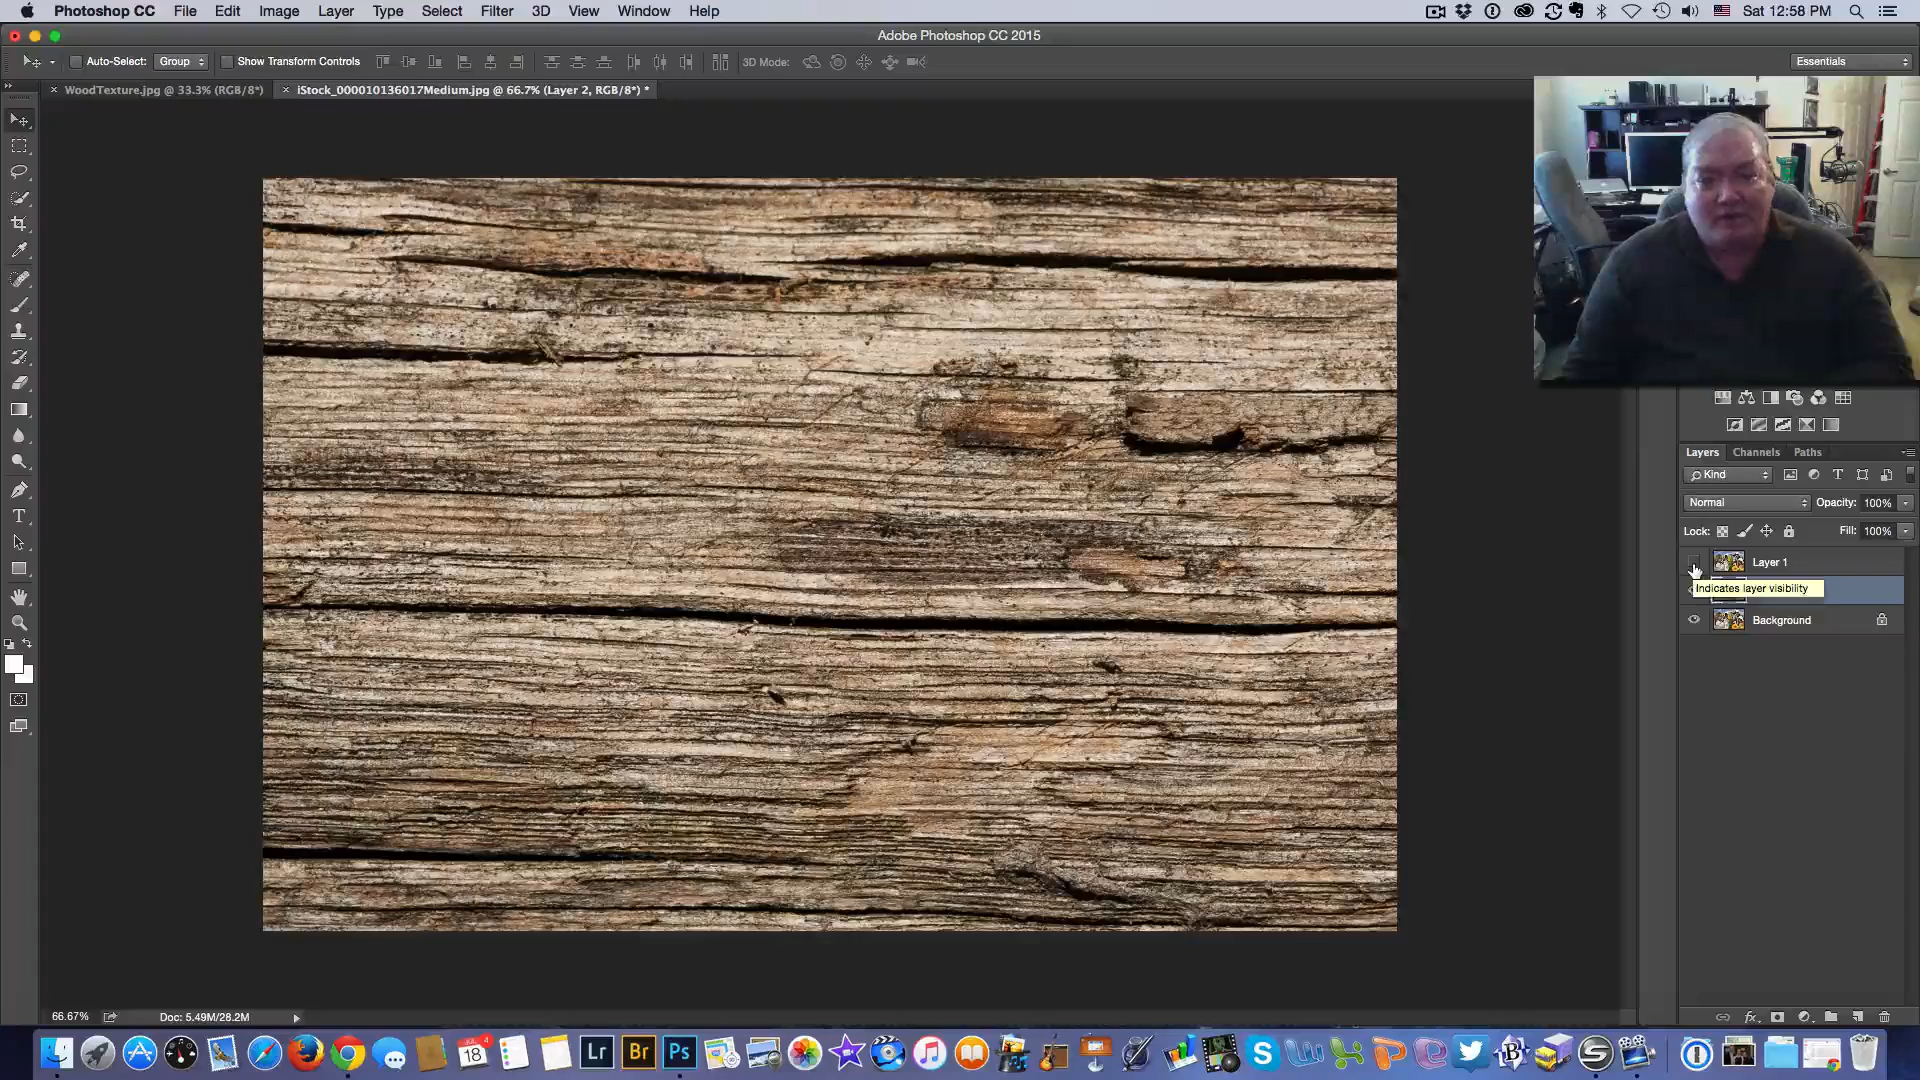 Photoshop CC File Edit Image Layer Type Select Filter 3D View Window Help
4 Sat 12:58 PM
Adobe Photoshop CC 2015
Auto-Select: Group Show Transform Controls 3D Mode: Essentials
× WoodTexture.jpg @ 33.3% (RGB/8*) × iStock_000010136017Medium.jpg @ 66.7% (Layer 2, RGB/8*) *
Layers Channels Paths
Kind
Normal Opacity: 100%
Lock: Fill: 100%
Layer 1
Indicates layer visibility
Background
66.67% Doc: 5.49M/28.2M
JUL 18 4 Lr Br Ps